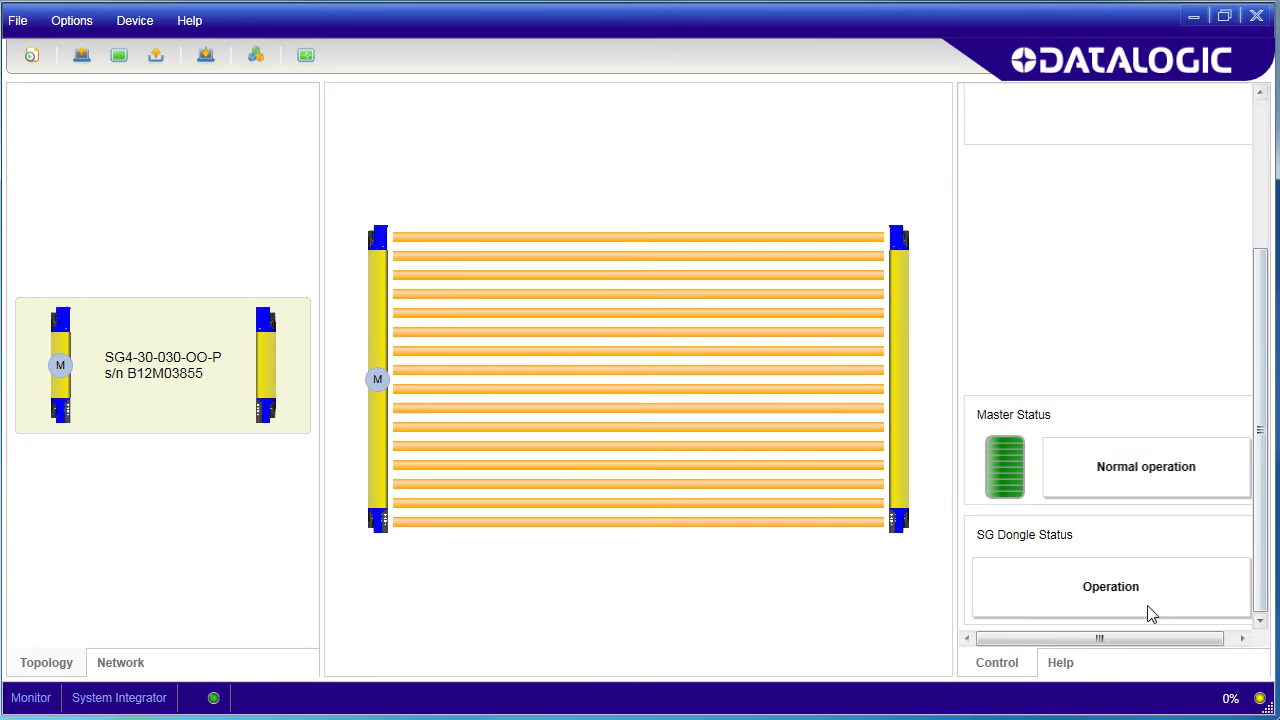 File Options Device Help
DATALOGIC
M
SG4-30-030-OO-P
s/n B12M03855
M
Master Status
Normal operation
SG Dongle Status
Operation
Topology Network
Control Help
Monitor System Integrator
0%